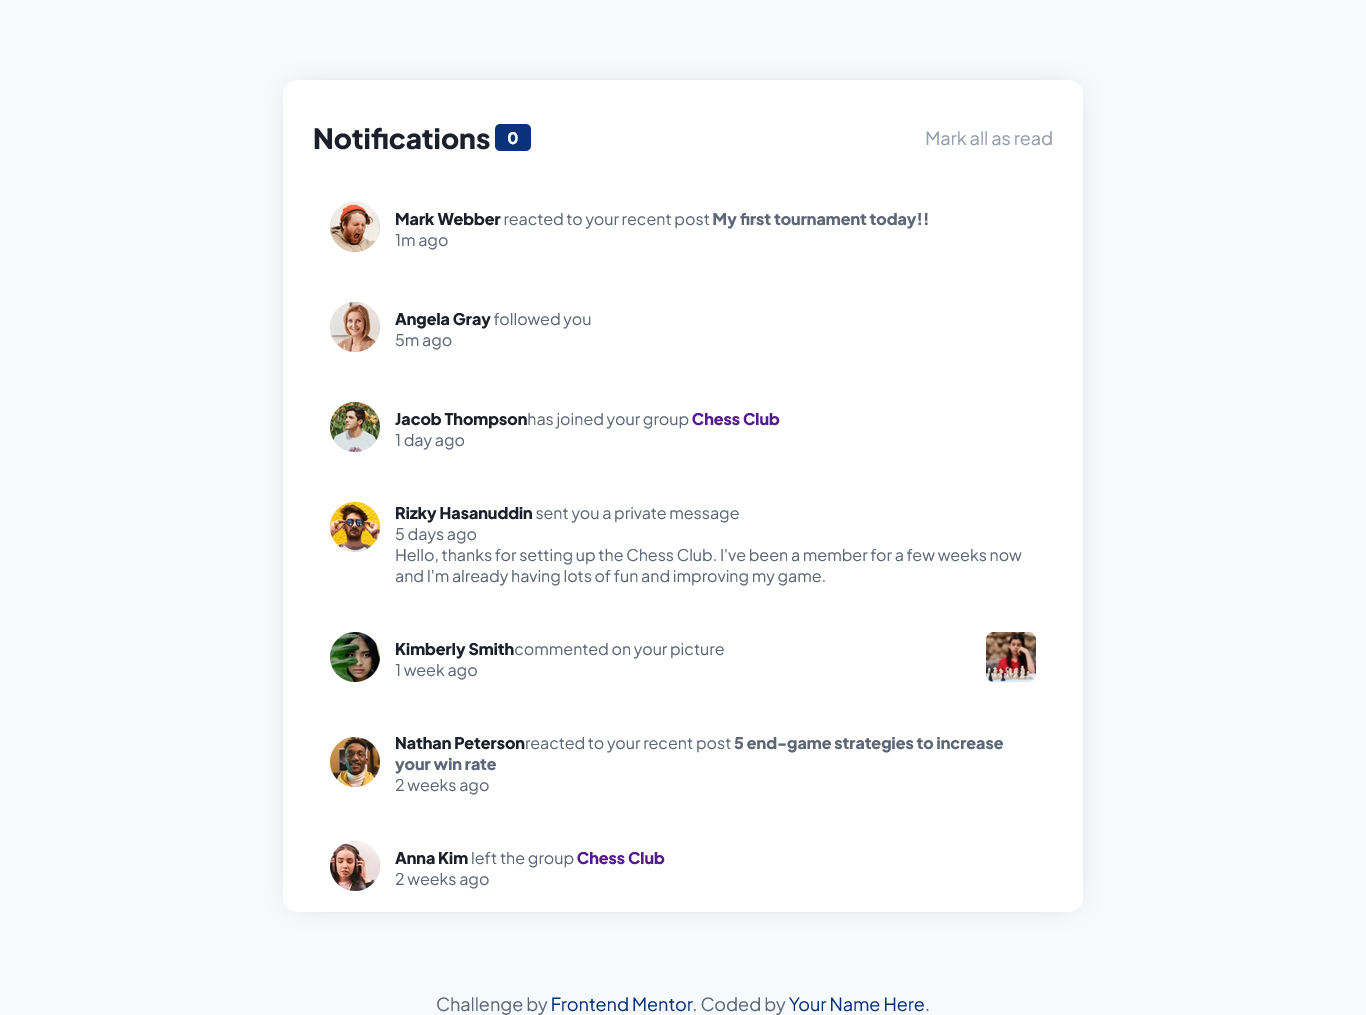 Notifications 0
Mark all as read
Mark Webber reacted to your recent post My first tournament today!!
1m ago
Angela Gray followed you
5m ago
Jacob Thompsonhas joined your group Chess Club
1 day ago
Rizky Hasanuddin sent you a private message
5 days ago
Hello, thanks for setting up the Chess Club. I've been a member for a few weeks now
and I'm already having lots of fun and improving my game.
Kimberly Smithcommented on your picture
1 week ago
Nathan Petersonreacted to your recent post 5 end-game strategies to increase
your win rate
2 weeks ago
Anna Kim left the group Chess Club
2 weeks ago
Challenge by Frontend Mentor. Coded by Your Name Here.